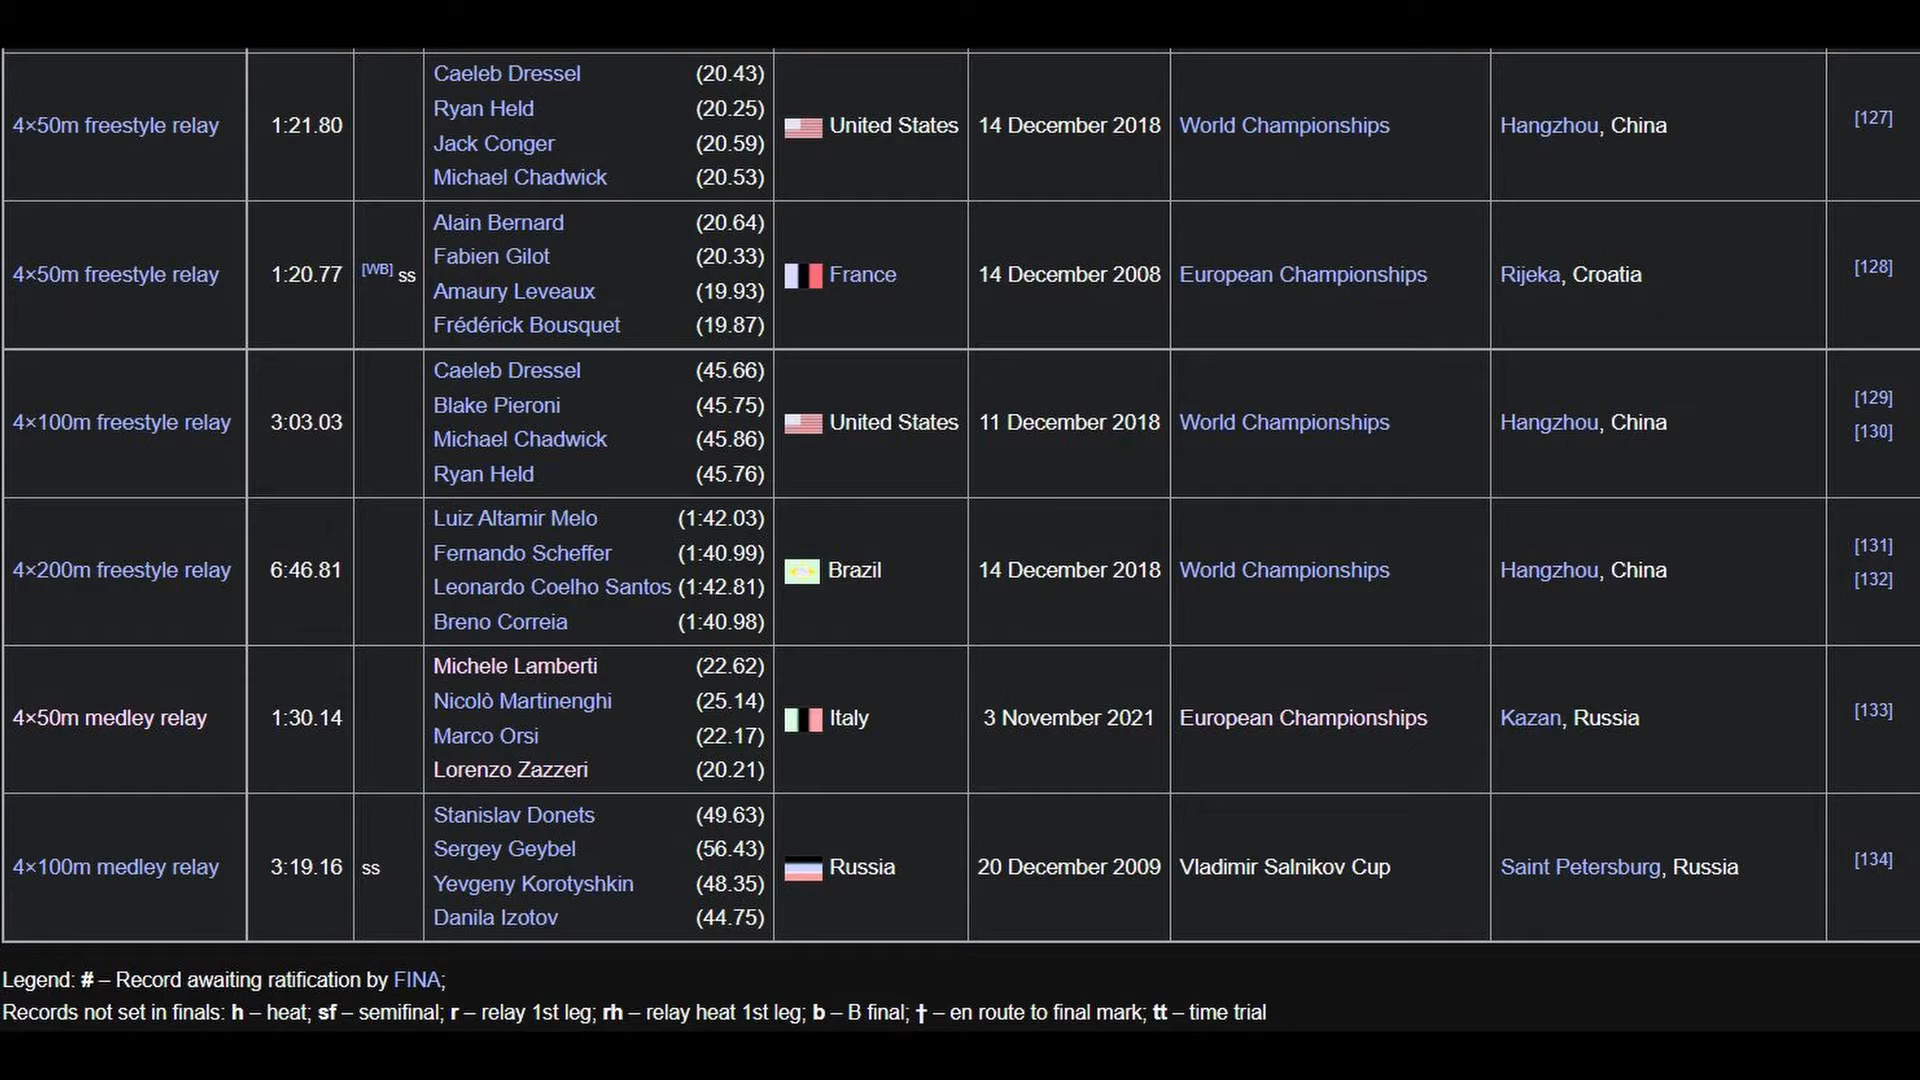 4×50m freestyle relay 1:21.80 Caeleb Dressel (20.43) United States 14 December 2018 World Championships Hangzhou, China [127]
Ryan Held (20.25)
Jack Conger (20.59)
Michael Chadwick (20.53)
4×50m freestyle relay 1:20.77 [WB] ss Alain Bernard (20.64) France 14 December 2008 European Championships Rijeka, Croatia [128]
Fabien Gilot (20.33)
Amaury Leveaux (19.93)
Frédérick Bousquet (19.87)
4×100m freestyle relay 3:03.03 Caeleb Dressel (45.66) United States 11 December 2018 World Championships Hangzhou, China [129]
Blake Pieroni (45.75) [130]
Michael Chadwick (45.86)
Ryan Held (45.76)
4×200m freestyle relay 6:46.81 Luiz Altamir Melo (1:42.03) Brazil 14 December 2018 World Championships Hangzhou, China [131]
Fernando Scheffer (1:40.99) [132]
Leonardo Coelho Santos (1:42.81)
Breno Correia (1:40.98)
4×50m medley relay 1:30.14 Michele Lamberti (22.62) Italy 3 November 2021 European Championships Kazan, Russia [133]
Nicolò Martinenghi (25.14)
Marco Orsi (22.17)
Lorenzo Zazzeri (20.21)
4×100m medley relay 3:19.16 ss Stanislav Donets (49.63) Russia 20 December 2009 Vladimir Salnikov Cup Saint Petersburg, Russia [134]
Sergey Geybel (56.43)
Yevgeny Korotyshkin (48.35)
Danila Izotov (44.75)
Legend: # – Record awaiting ratification by FINA;
Records not set in finals: h – heat; sf – semifinal; r – relay 1st leg; rh – relay heat 1st leg; b – B final; † – en route to final mark; tt – time trial